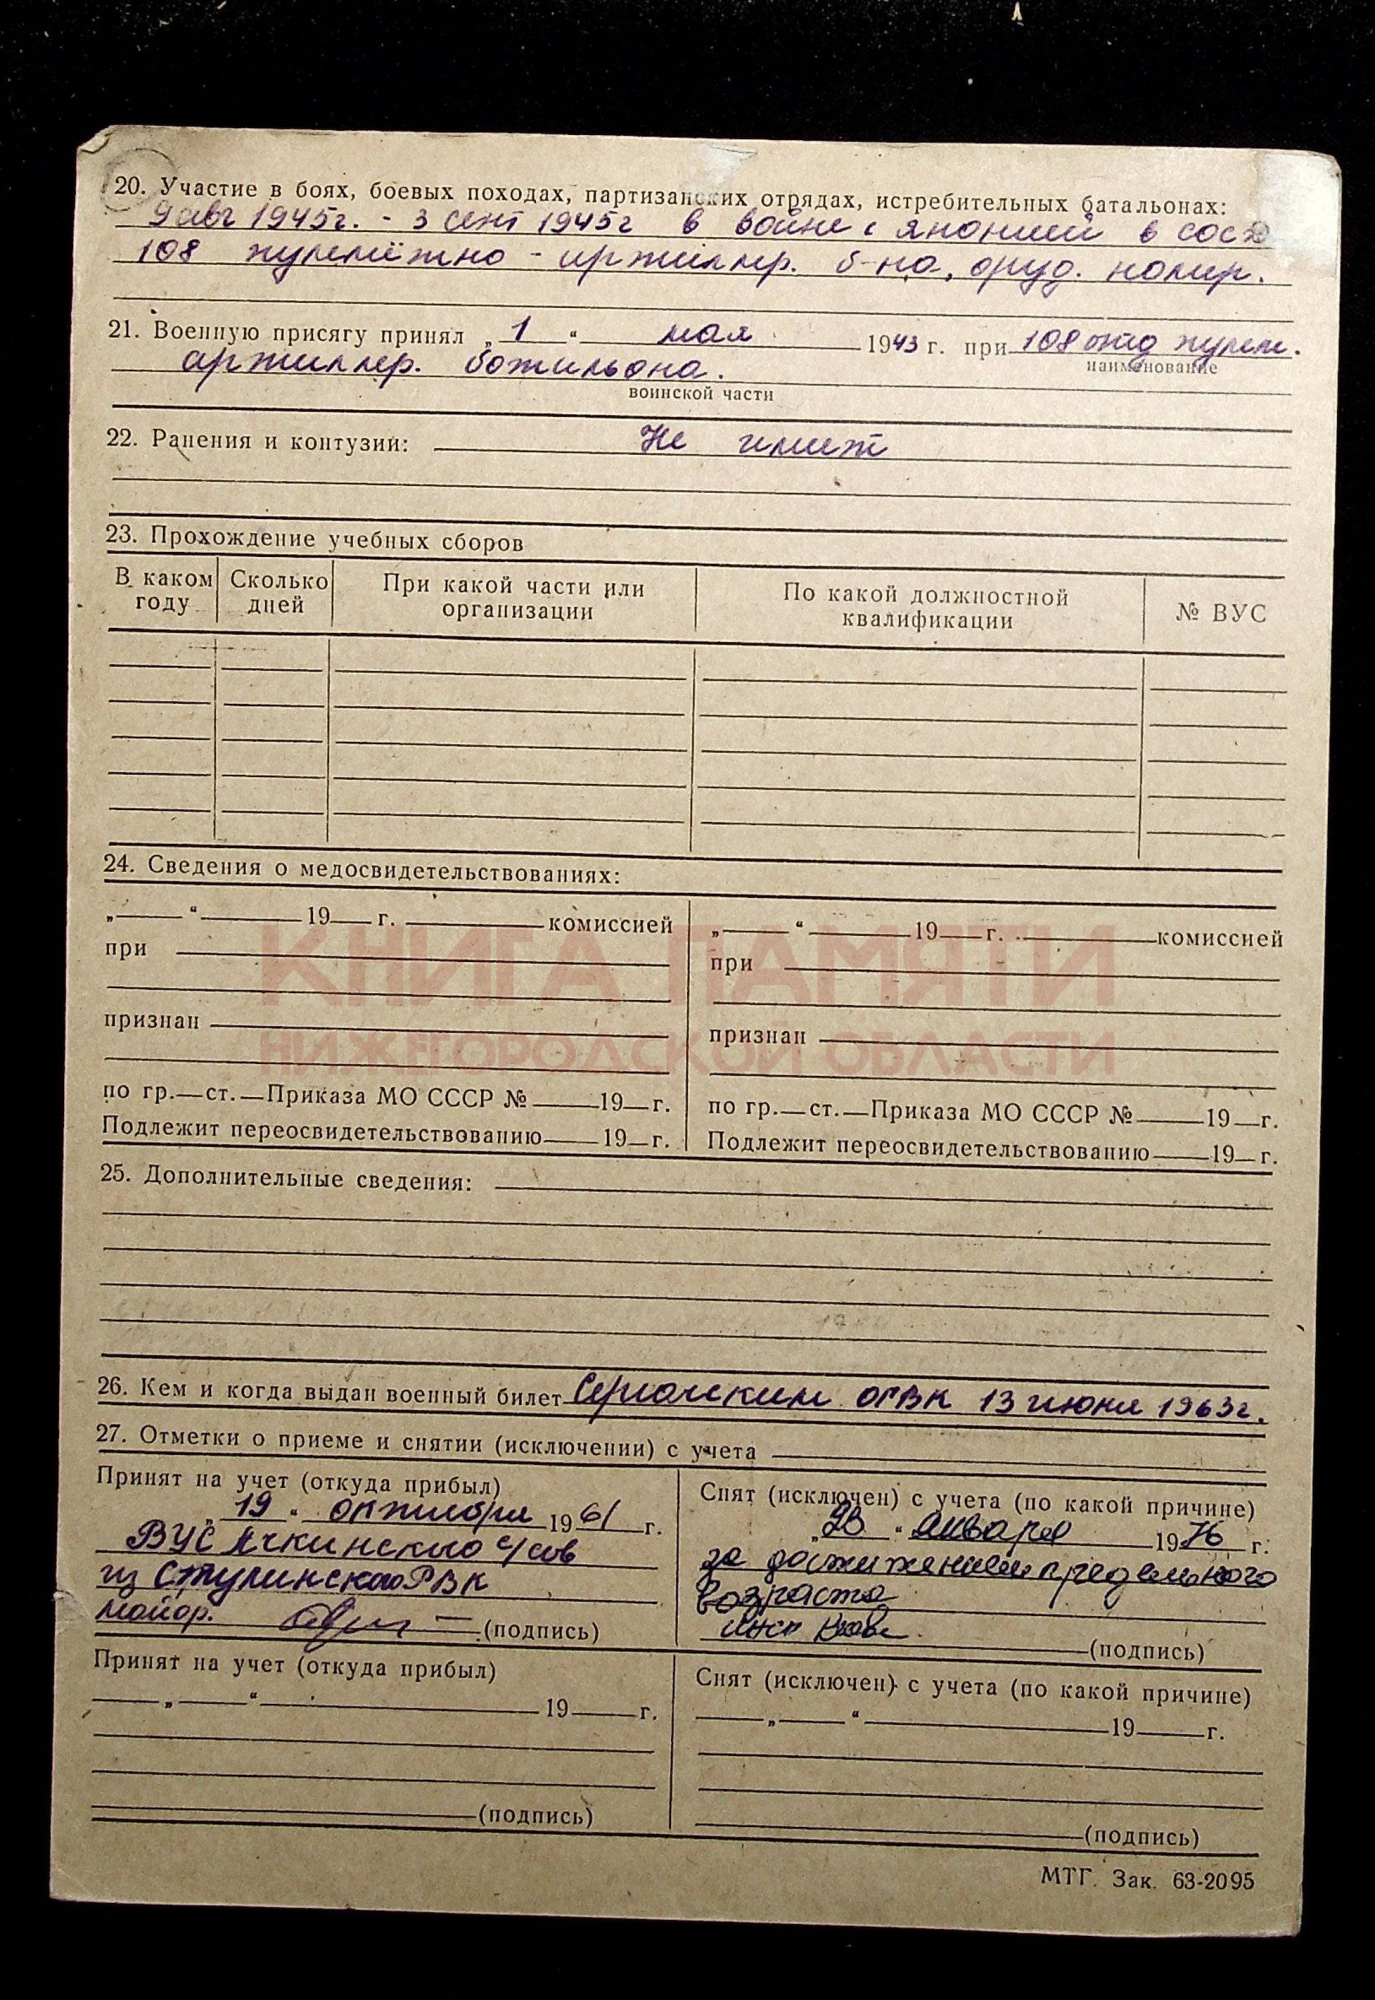 20. Участие в боях, боевых походах, партизанских отрядах, истребительных батальонах:
9 авг 1945г. - 3 сент 1945г в войне с Японией в сост
108 пулемётно - артиллер. б-на, оруд. номер.
21. Военную присягу принял „ 1 “ мая 1943 г. при 108 отд пулем.
наименование
артиллер. батальона.
воинской части
22. Ранения и контузии: Не имеет
23. Прохождение учебных сборов
В каком году Сколько дней При какой части или организации По какой должностной квалификации № ВУС
24. Сведения о медосвидетельствованиях:
„ “ 19 г. комиссией „ “ 19 г. комиссией
при при
КНИГА ПАМЯТИ
признан признан
НИЖЕГОРОДСКОЙ ОБЛАСТИ
по гр. ст. Приказа МО СССР № 19 г. по гр. ст. Приказа МО СССР № 19 г.
Подлежит переосвидетельствованию 19 г. Подлежит переосвидетельствованию 19 г.
25. Дополнительные сведения:
26. Кем и когда выдан военный билет Сергачским ОГВК 13 июня 1963г.
27. Отметки о приеме и снятии (исключении) с учета
Принят на учет (откуда прибыл)
„ 19 “ октября 1961 г.
ВУС Ачкинского с/сов
из Ступинского РВК
Майор. (подпись)
Снят (исключен) с учета (по какой причине)
января 1976 г.
за достижением предельного
возраста
(подпись)
Принят на учет (откуда прибыл)
„ “ 19 г.
(подпись)
Снят (исключен) с учета (по какой причине)
„ “ 19 г.
(подпись)
МТГ. Зак. 63-2095